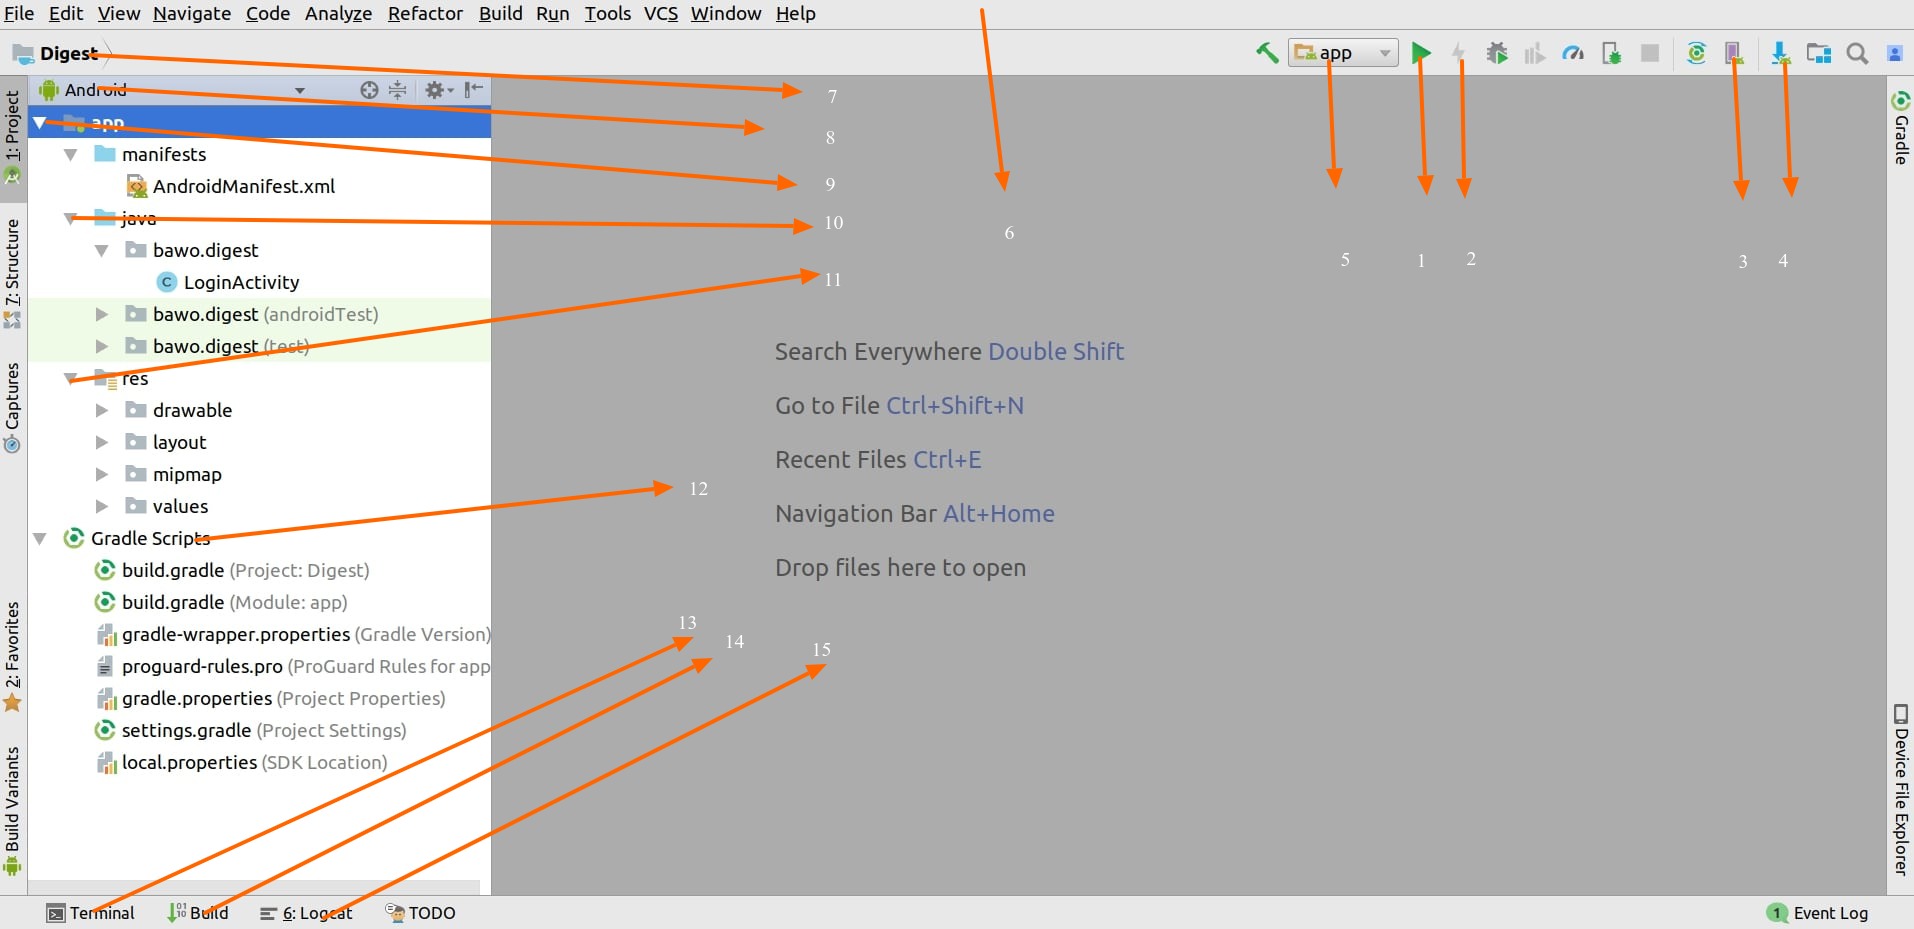 File Edit View Navigate Code Analyze Refactor Build Run Tools VCS Window Help
Digest
app
Android
1: Project
7: Structure
Captures
2: Favorites
Build Variants
app
manifests
AndroidManifest.xml
java
bawo.digest
LoginActivity
bawo.digest (androidTest)
bawo.digest (test)
res
drawable
layout
mipmap
values
Gradle Scripts
build.gradle (Project: Digest)
build.gradle (Module: app)
gradle-wrapper.properties (Gradle Version)
proguard-rules.pro (ProGuard Rules for app
gradle.properties (Project Properties)
settings.gradle (Project Settings)
local.properties (SDK Location)
7
8
9
10
11
6
5
1
2
3
4
Search Everywhere Double Shift
Go to File Ctrl+Shift+N
Recent Files Ctrl+E
12
Navigation Bar Alt+Home
Drop files here to open
13
14
15
Gradle
Device File Explorer
Terminal
Build
6: Logcat
TODO
1 Event Log